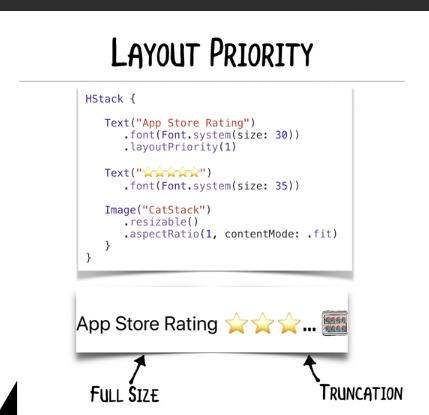 LAYOUT PRIORITY
HStack {
Text("App Store Rating")
.font(Font.system(size: 30))
.layoutPriority(1)
Text("⭐⭐⭐⭐⭐")
.font(Font.system(size: 35))
Image("CatStack")
.resizable()
.aspectRatio(1, contentMode: .fit)
}
}
App Store Rating ⭐⭐⭐...
FULL SIZE
TRUNCATION